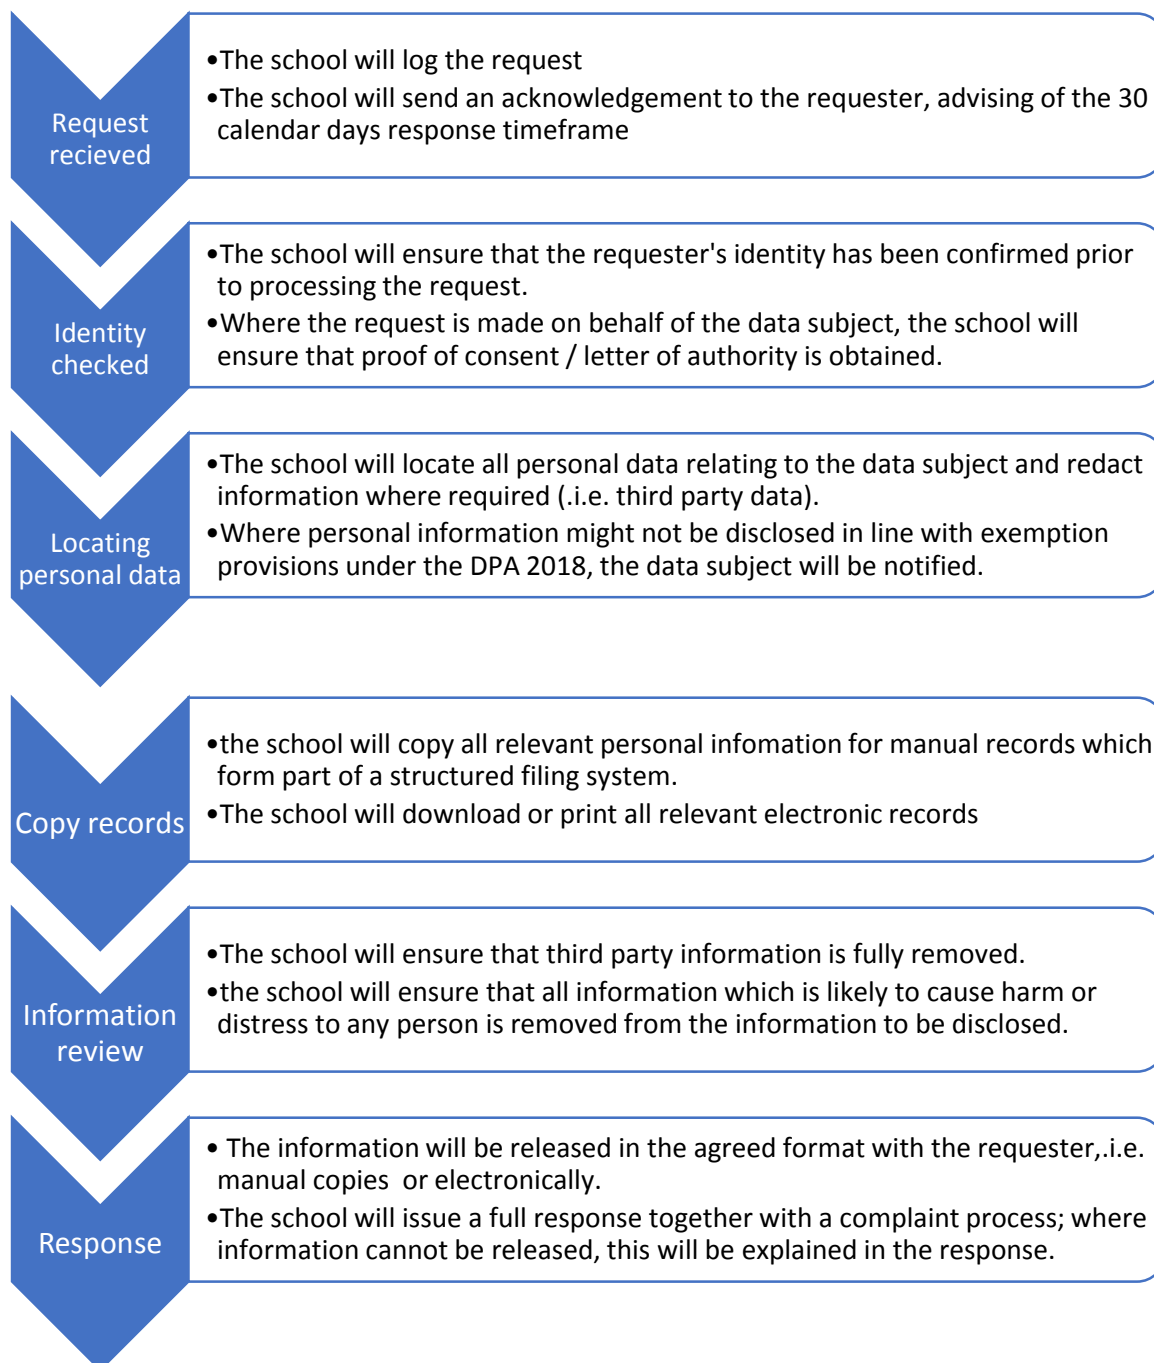 Request
recieved
•The school will log the request
•The school will send an acknowledgement to the requester, advising of the 30
calendar days response timeframe
Identity
checked
•The school will ensure that the requester's identity has been confirmed prior
to processing the request.
•Where the request is made on behalf of the data subject, the school will
ensure that proof of consent / letter of authority is obtained.
Locating
personal data
•The school will locate all personal data relating to the data subject and redact
information where required (.i.e. third party data).
•Where personal information might not be disclosed in line with exemption
provisions under the DPA 2018, the data subject will be notified.
Copy records
•the school will copy all relevant personal infomation for manual records which
form part of a structured filing system.
•The school will download or print all relevant electronic records
Information
review
•The school will ensure that third party information is fully removed.
•the school will ensure that all information which is likely to cause harm or
distress to any person is removed from the information to be disclosed.
Response
• The information will be released in the agreed format with the requester,.i.e.
manual copies  or electronically.
•The school will issue a full response together with a complaint process; where
information cannot be released, this will be explained in the response.